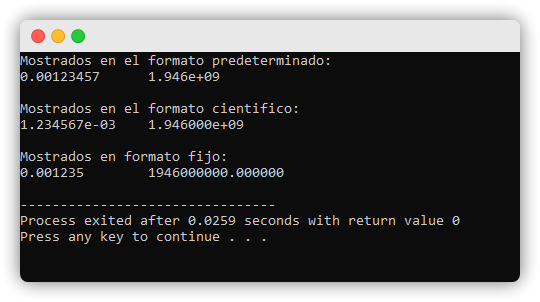 Mostrados en el formato predeterminado:
0.00123457      1.946e+09
Mostrados en el formato cientifico:
1.234567e-03    1.946000e+09
Mostrados en formato fijo:
0.001235        1946000000.000000
--------------------------------
Process exited after 0.0259 seconds with return value 0
Press any key to continue . . .